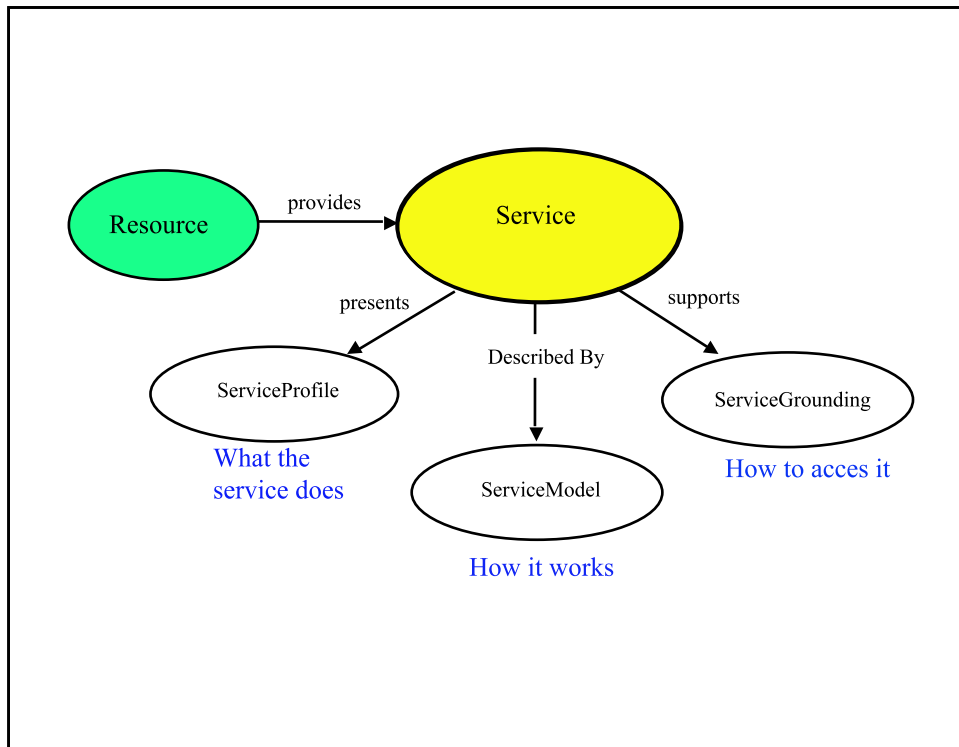 provides
Resource
Service
presents
supports
Described By
ServiceProfile
ServiceGrounding
What the
service does
How to acces it
ServiceModel
How it works